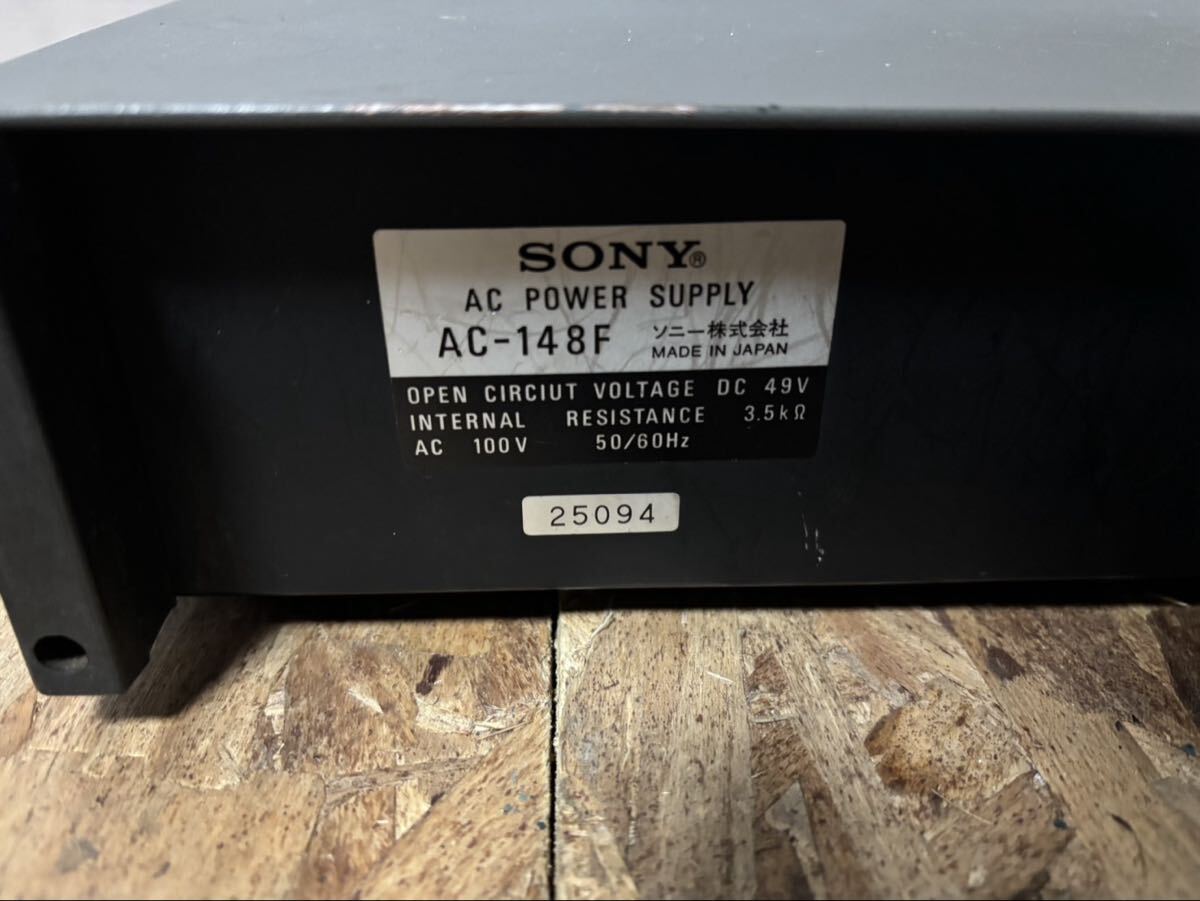 SONY®
AC POWER SUPPLY
AC-148F ソニー株式会社
MADE IN JAPAN
OPEN CIRCIUT VOLTAGE DC 49V
INTERNAL RESISTANCE 3.5kΩ
AC 100V 50/60Hz
25094